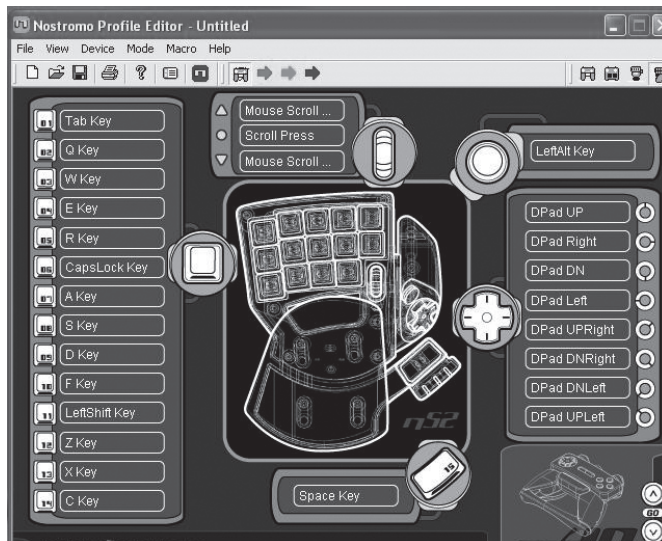 Nostromo Profile Editor - Untitled
File View Device Mode Macro Help
01 Tab Key
02 Q Key
03 W Key
04 E Key
05 R Key
06 CapsLock Key
07 A Key
08 S Key
09 D Key
10 F Key
11 LeftShift Key
12 Z Key
13 X Key
14 C Key
Mouse Scroll ...
Scroll Press
Mouse Scroll ...
LeftAlt Key
DPad UP
DPad Right
DPad DN
DPad Left
DPad UPRight
DPad DNRight
DPad DNLeft
DPad UPLeft
n52
15
Space Key
GO